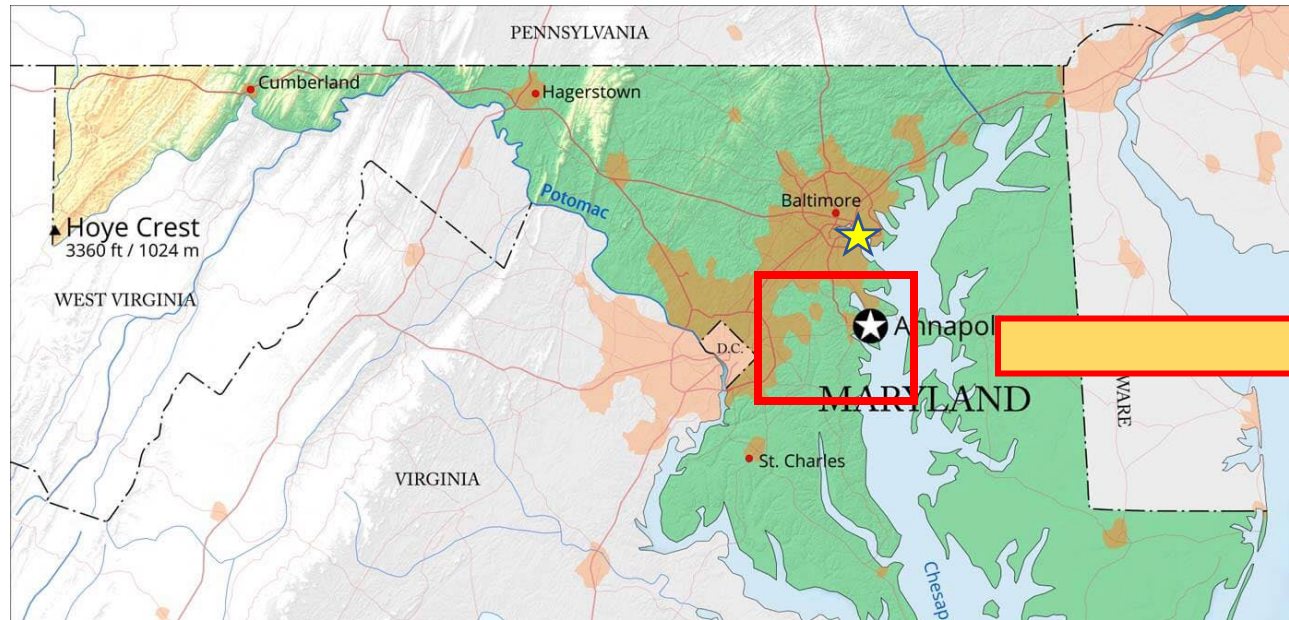 PENNSYLVANIA
Cumberland
Hagerstown
Potomac
Baltimore
Hoye Crest
3360 ft / 1024 m
WEST VIRGINIA
Annapol
D.C.
MARYLAND
WARE
St. Charles
VIRGINIA
Chesap